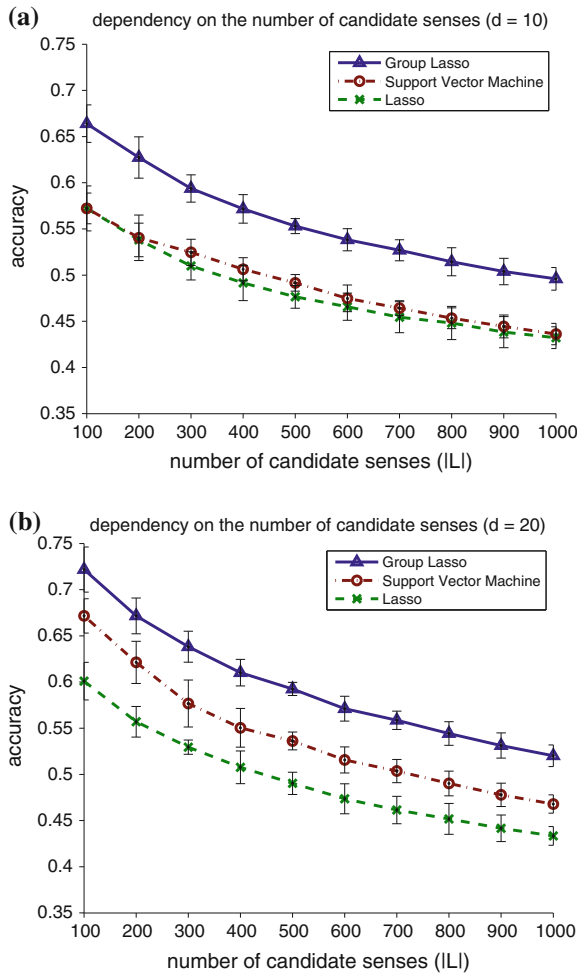 (a)
dependency on the number of candidate senses (d = 10)
0.75
0.7
0.65
0.6
0.55
0.5
0.45
0.4
0.35
accuracy
Group Lasso
Support Vector Machine
Lasso
100 200 300 400 500 600 700 800 900 1000
number of candidate senses (|L|)
(b)
dependency on the number of candidate senses (d = 20)
0.75
0.7
0.65
0.6
0.55
0.5
0.45
0.4
0.35
accuracy
Group Lasso
Support Vector Machine
Lasso
100 200 300 400 500 600 700 800 900 1000
number of candidate senses (|L|)